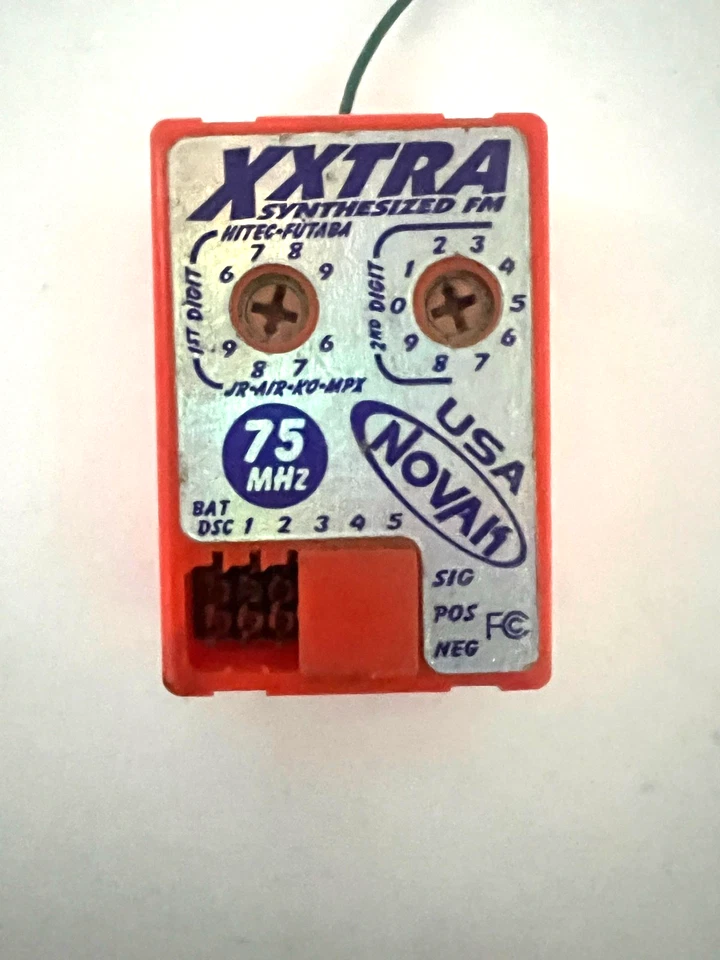 XXTRA
SYNTHESIZED FM
HITEC-FUTABA
1ST DIGIT
6 7 8 9
9 8 7 6
JR-AIR-KO-MPX
2ND DIGIT
0 1 2 3 4 5 6 7 8 9
75
MHz
USA
NOVAK
BAT
DSC 1 2 3 4 5
SIG
POS
NEG
FCC